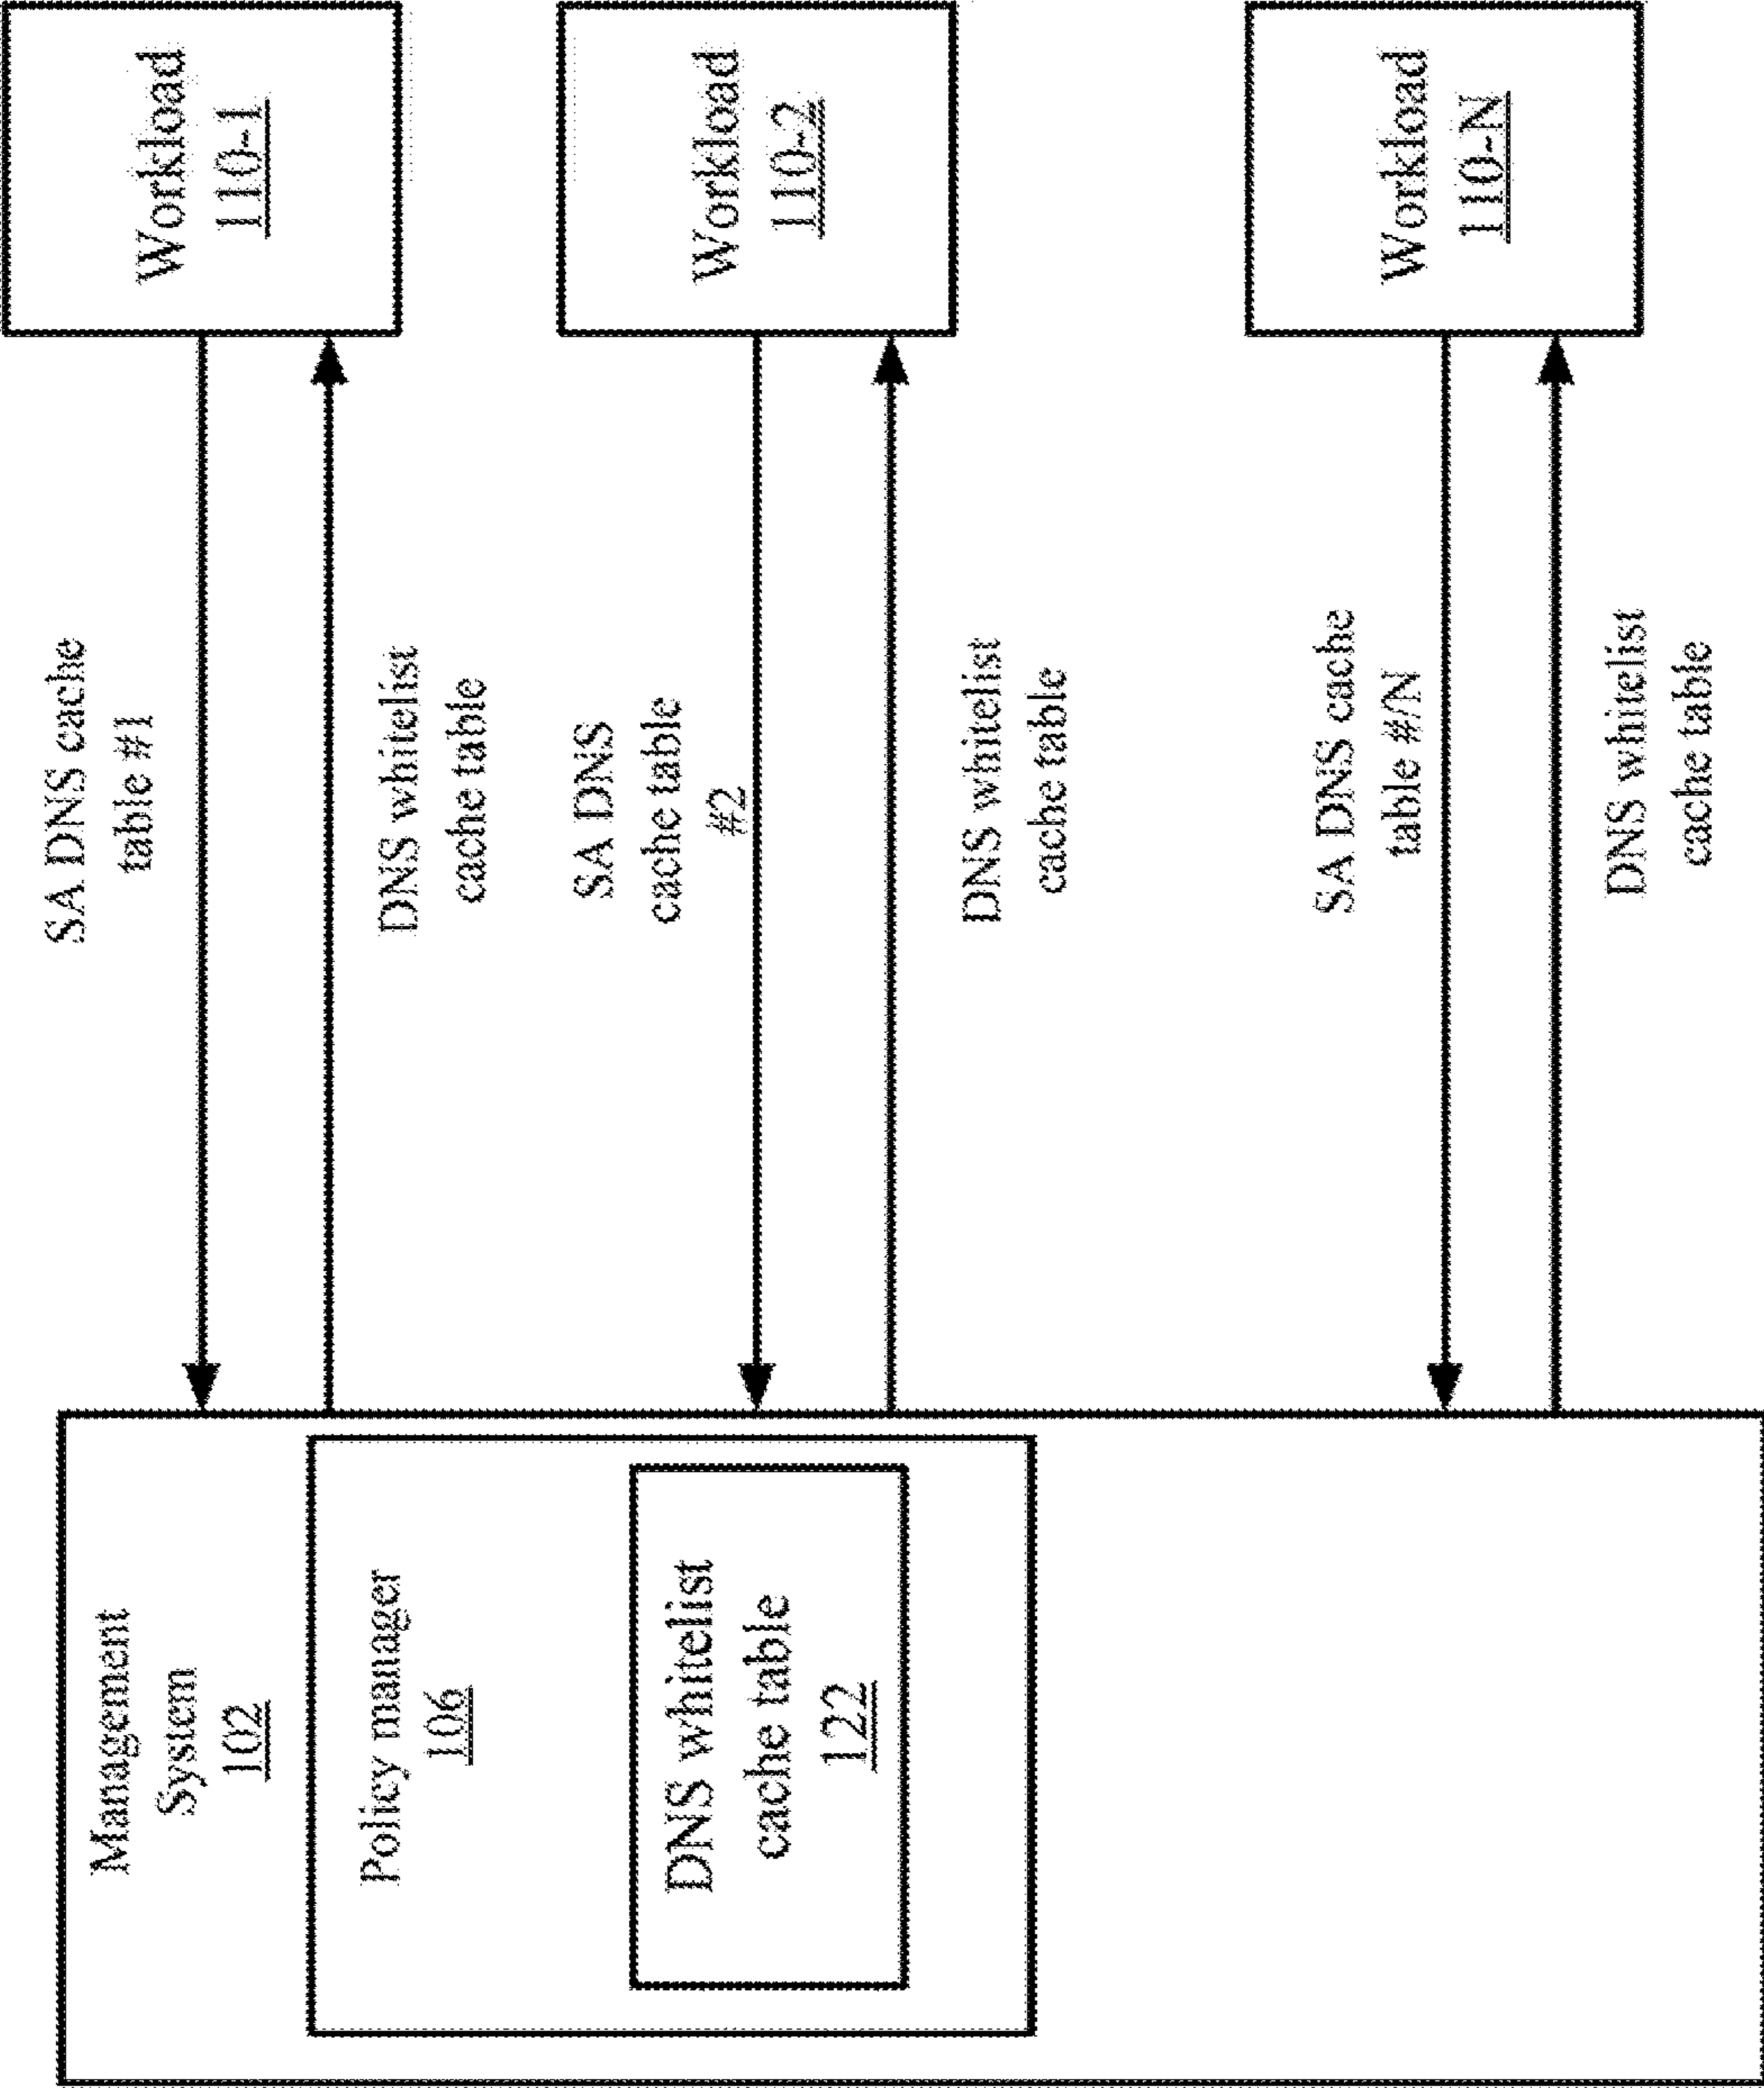 Management
System
102
Policy manager
106
DNS whitelist
cache table
122
SA DNS cache
table #1
DNS whitelist
cache table
SA DNS
cache table
#2
DNS whitelist
cache table
SA DNS cache
table #/N
DNS whitelist
cache table
Workload
110-1
Workload
110-2
Workload
110-N